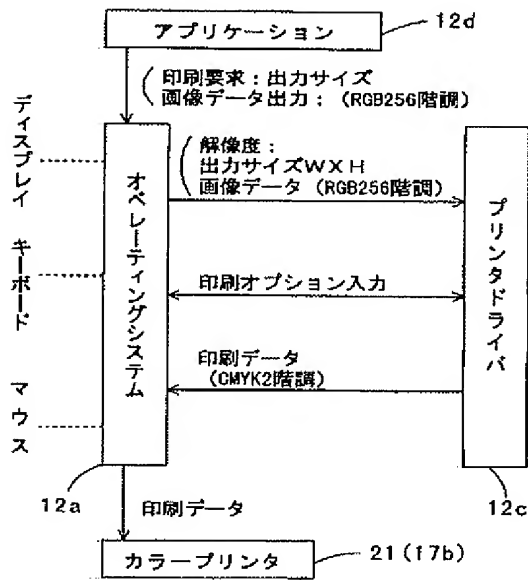 アプリケーション
12d
印刷要求：出力サイズ
画像データ出力：(RGB256階調)
ディスプレイ
キーボード
マウス
オペレーティングシステム
解像度：
出力サイズWXH
画像データ (RGB256階調)
印刷オプション入力
印刷データ
(CMYK2階調)
プリンタドライバ
12a
印刷データ
12c
カラープリンタ
21(17b)